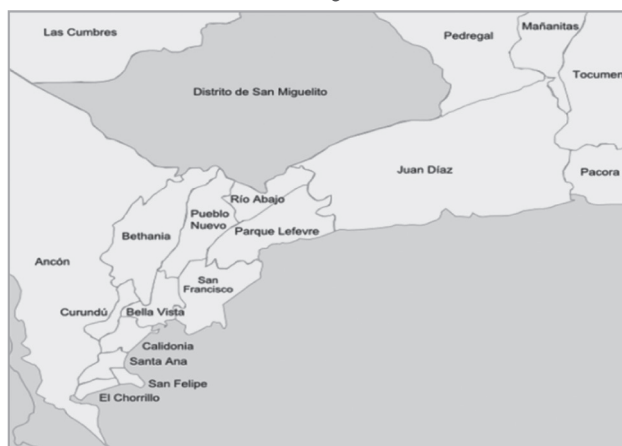 Las Cumbres
Pedregal
Mañanitas
Tocumen
Distrito de San Miguelito
Juan Díaz
Pacora
Río Abajo
Pueblo
Nuevo
Parque Lefevre
Bethania
Ancón
San
Francisco
Curundú
Bella Vista
Calidonia
Santa Ana
San Felipe
El Chorrillo